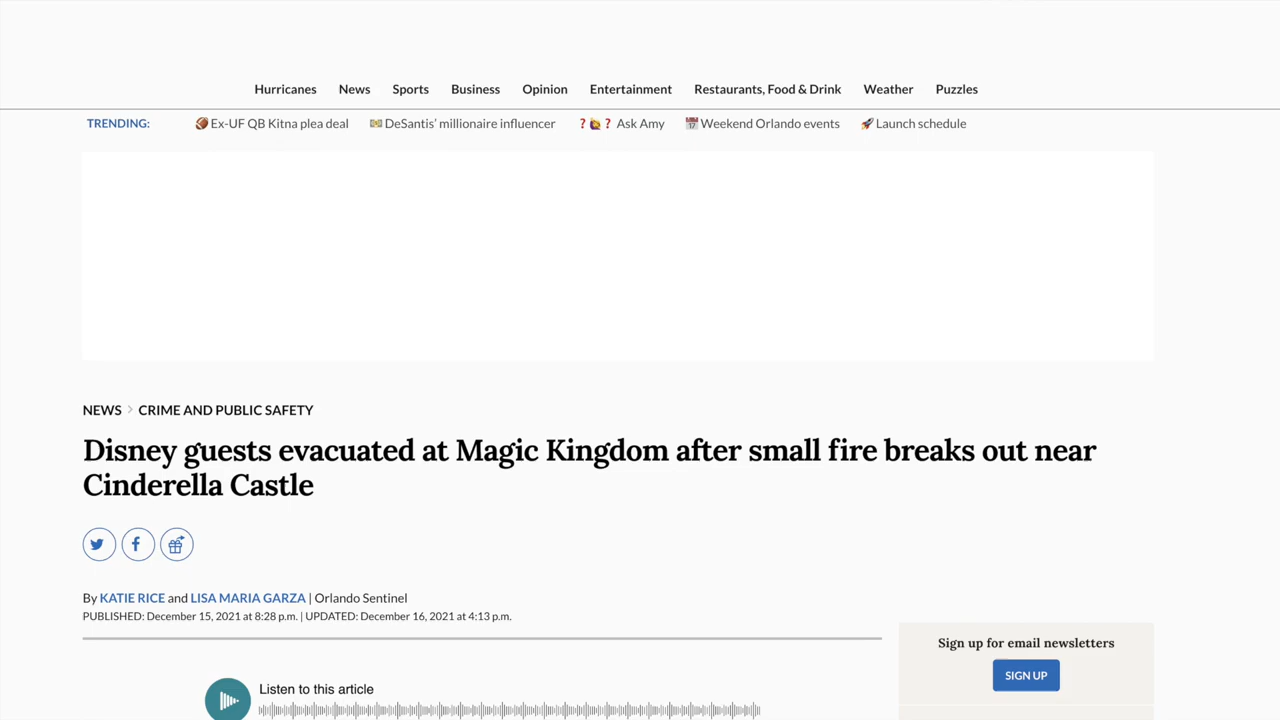 Hurricanes News Sports Business Opinion Entertainment Restaurants, Food & Drink Weather Puzzles
TRENDING: 🏈 Ex-UF QB Kitna plea deal 💵 DeSantis’ millionaire influencer ❓🙋❓ Ask Amy 📅 Weekend Orlando events 🚀 Launch schedule
NEWS > CRIME AND PUBLIC SAFETY
Disney guests evacuated at Magic Kingdom after small fire breaks out near
Cinderella Castle
By KATIE RICE and LISA MARIA GARZA | Orlando Sentinel
PUBLISHED: December 15, 2021 at 8:28 p.m. | UPDATED: December 16, 2021 at 4:13 p.m.
Sign up for email newsletters
SIGN UP
Listen to this article